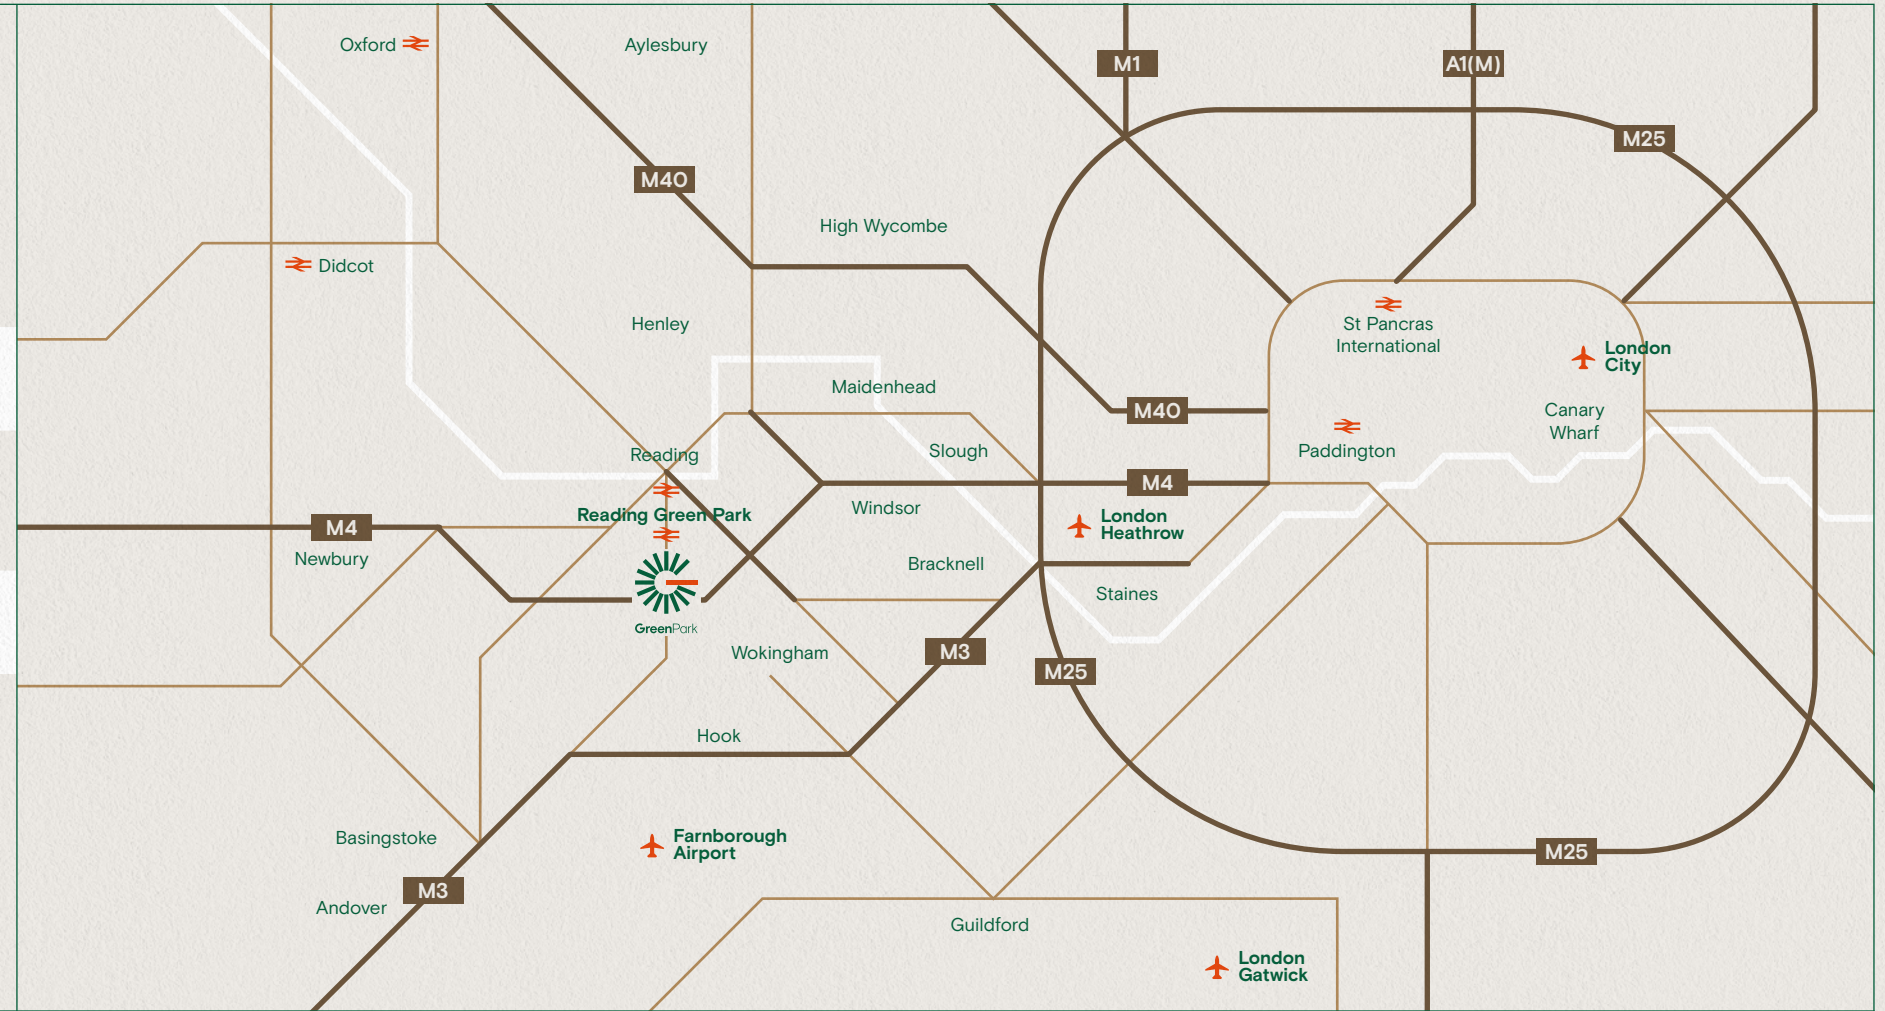 Oxford
Aylesbury
M1
A1(M)
M25
M40
High Wycombe
Didcot
Henley
St Pancras
International
London
City
Maidenhead
M40
Canary
Wharf
Reading
Slough
Paddington
M4
Reading Green Park
Windsor
London
Heathrow
M4
Newbury
Bracknell
Staines
GreenPark
Wokingham
M3
M25
Hook
Basingstoke
Farnborough
Airport
M25
M3
Andover
Guildford
London
Gatwick